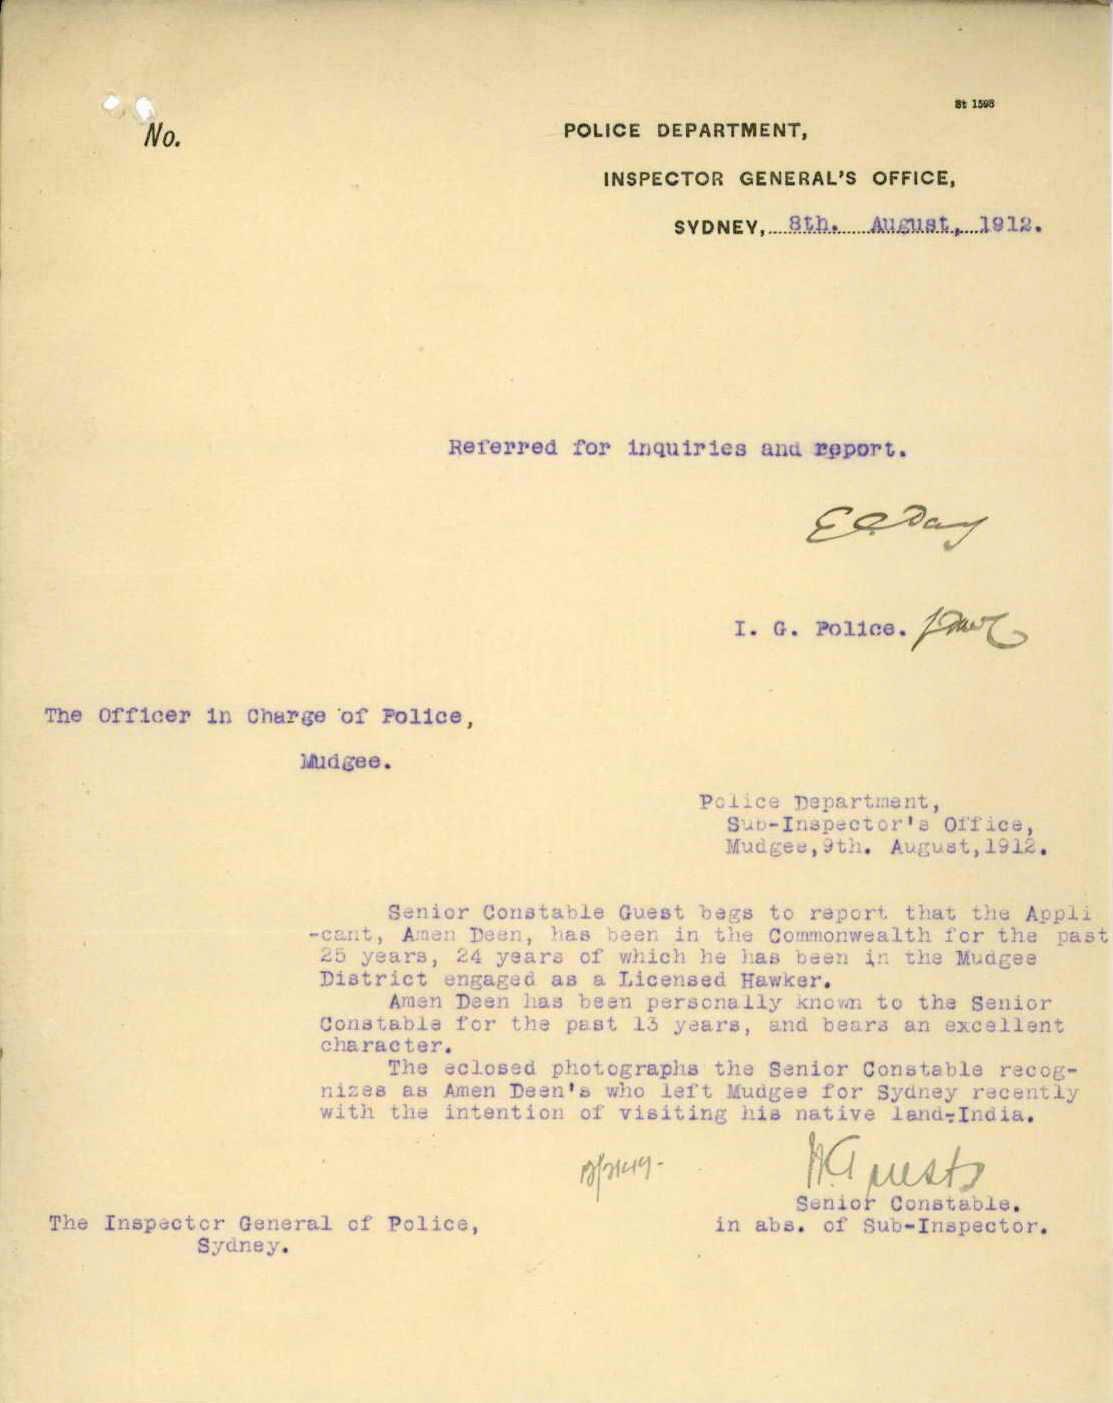 St 1598
No.
POLICE DEPARTMENT,
INSPECTOR GENERAL'S OFFICE,
SYDNEY, 8th. August, 1912.
Referred for inquiries and report.
E C Day
I. G. Police.
The Officer in Charge of Police,
Mudgee.
Police Department,
Sub-Inspector's Office,
Mudgee,9th. August,1912.
Senior Constable Guest begs to report that the Appli
-cant, Amen Deen, has been in the Commonwealth for the past
25 years, 24 years of which he has been in the Mudgee
District engaged as a Licensed Hawker.
Amen Deen has been personally known to the Senior
Constable for the past 13 years, and bears an excellent
character.
The eclosed photographs the Senior Constable recog-
nizes as Amen Deen's who left Mudgee for Sydney recently
with the intention of visiting his native land-India.
Guest
Senior Constable.
in abs. of Sub-Inspector.
The Inspector General of Police,
Sydney.